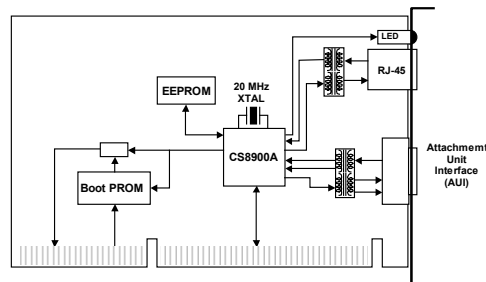 LED
RJ-45
20 MHz
XTAL
EEPROM
CS8900A
Attachmemt
Unit
Interface
(AUI)
Boot PROM